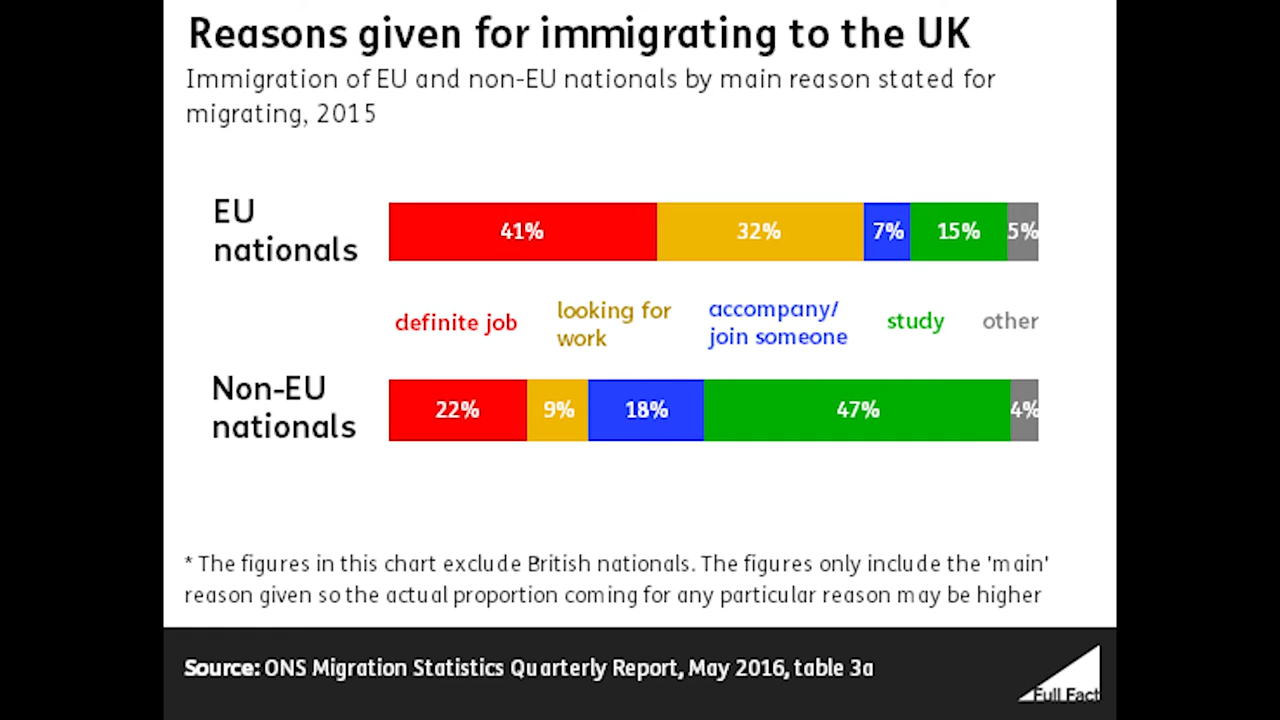 Reasons given for immigrating to the UK
Immigration of EU and non-EU nationals by main reason stated for
migrating, 2015
EU
nationals
41% 32% 7% 15% 5%
definite job looking for work accompany/ join someone study other
Non-EU
nationals
22% 9% 18% 47% 4%
* The figures in this chart exclude British nationals. The figures only include the 'main'
reason given so the actual proportion coming for any particular reason may be higher
Source: ONS Migration Statistics Quarterly Report, May 2016, table 3a
Full Fact